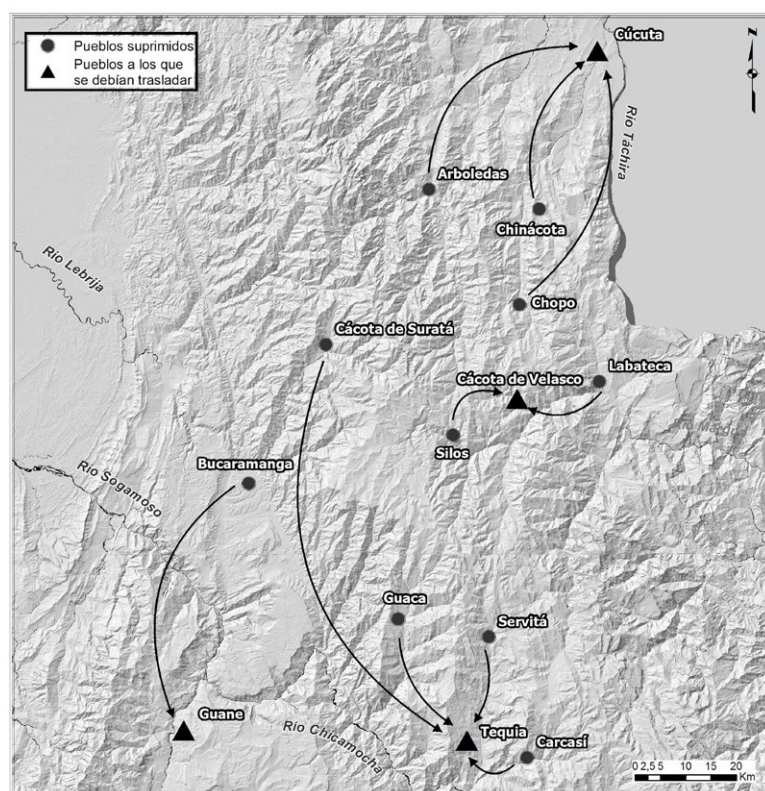 Pueblos suprimidos
Pueblos a los que
se debían trasladar
Cúcuta
z
Río Táchira
Arboledas
Chinácota
Río Lebrija
Chopo
Cácota de Suratá
Labateca
Cácota de Velasco
Silos
Bucaramanga
Río Sogamoso
Guaca
Servitá
Guane
Río Chicamocha
Tequia
Carcasí
0 2,5 5 10 15 20
Km